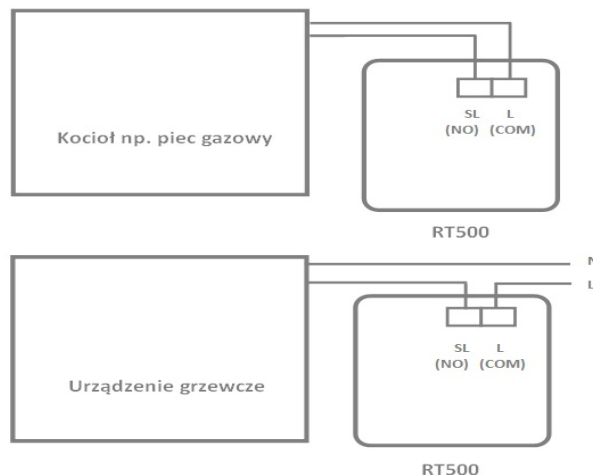 SL L
(NO) (COM)
Kocioł np. piec gazowy
RT500
N
L
SL L
(NO) (COM)
Urządzenie grzewcze
RT500